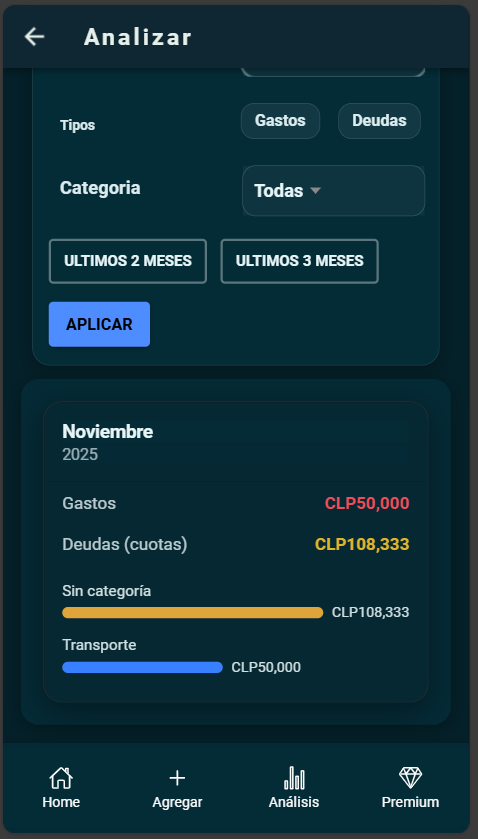 Analizar
Tipos
Gastos
Deudas
Categoria
Todas
ULTIMOS 2 MESES
ULTIMOS 3 MESES
APLICAR
Noviembre
2025
Gastos CLP50,000
Deudas (cuotas) CLP108,333
Sin categoría
CLP108,333
Transporte
CLP50,000
Home
Agregar
Análisis
Premium